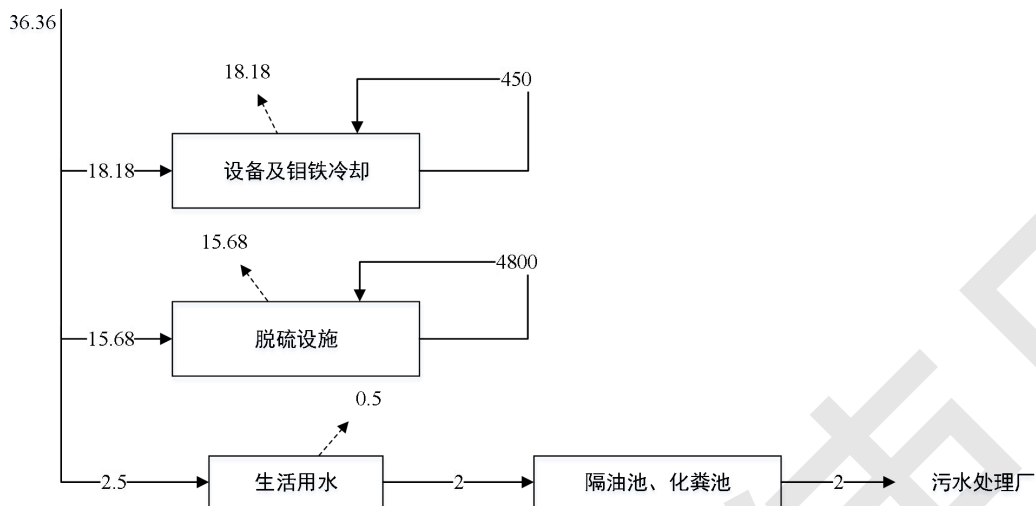 36.36
18.18
450
18.18
设备及钼铁冷却
15.68
4800
15.68
脱硫设施
0.5
2.5
生活用水
2
隔油池、化粪池
2
污水处理厂